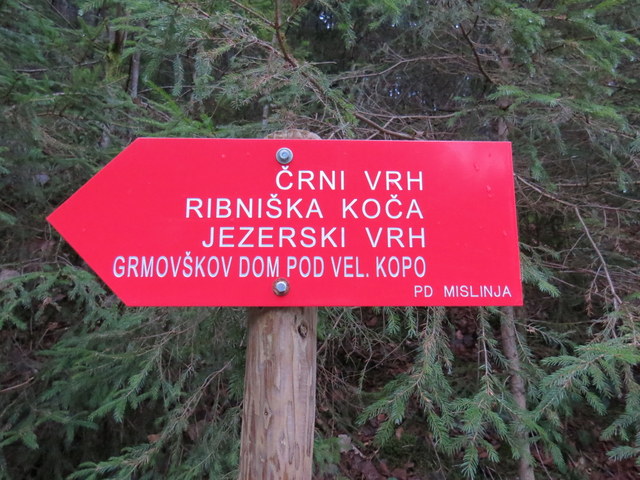 ČRNI VRH
RIBNIŠKA KOČA
JEZERSKI VRH
GRMOVŠKOV DOM POD VEL. KOPO
PD MISLINJA